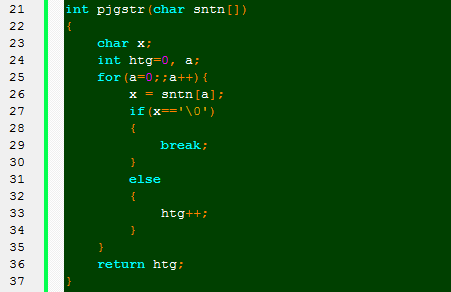 21 int pjgstr(char sntn[])
22 {
23     char x;
24     int htg=0, a;
25     for(a=0;;a++){
26         x = sntn[a];
27         if(x=='\0')
28         {
29             break;
30         }
31         else
32         {
33             htg++;
34         }
35     }
36     return htg;
37 }